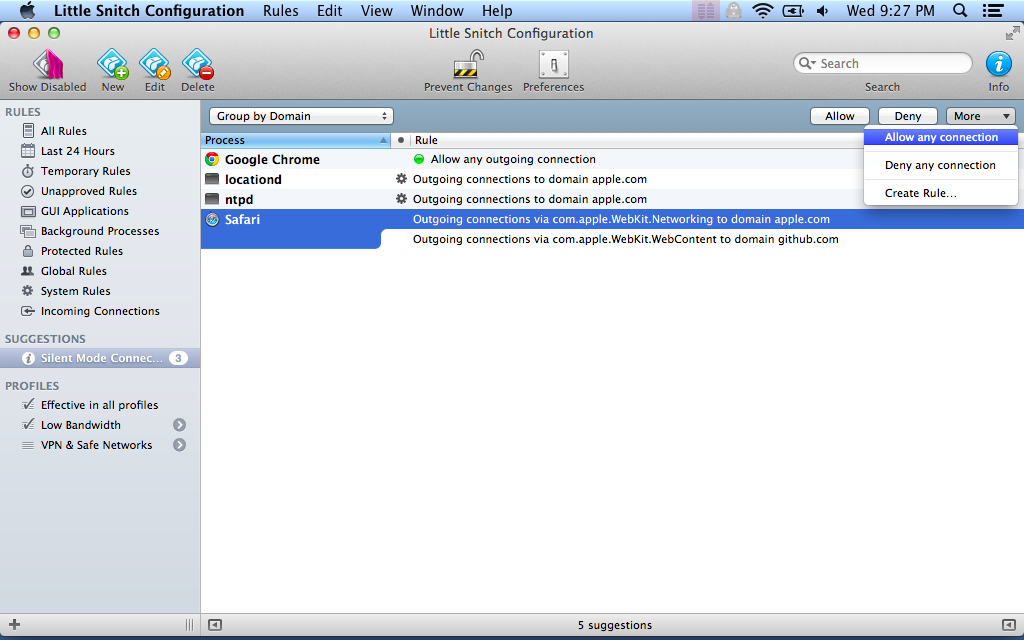 Little Snitch Configuration Rules Edit View Window Help Wed 9:27 PM
Little Snitch Configuration
Show Disabled New Edit Delete Prevent Changes Preferences Search Search Info
RULES
All Rules
Last 24 Hours
Temporary Rules
Unapproved Rules
GUI Applications
Background Processes
Protected Rules
Global Rules
System Rules
Incoming Connections
SUGGESTIONS
Silent Mode Connec... 3
PROFILES
Effective in all profiles
Low Bandwidth
VPN & Safe Networks
Group by Domain Allow Deny More
Process Rule
Google Chrome Allow any outgoing connection
locationd Outgoing connections to domain apple.com
ntpd Outgoing connections to domain apple.com
Safari Outgoing connections via com.apple.WebKit.Networking to domain apple.com
Outgoing connections via com.apple.WebKit.WebContent to domain github.com
Allow any connection
Deny any connection
Create Rule...
5 suggestions